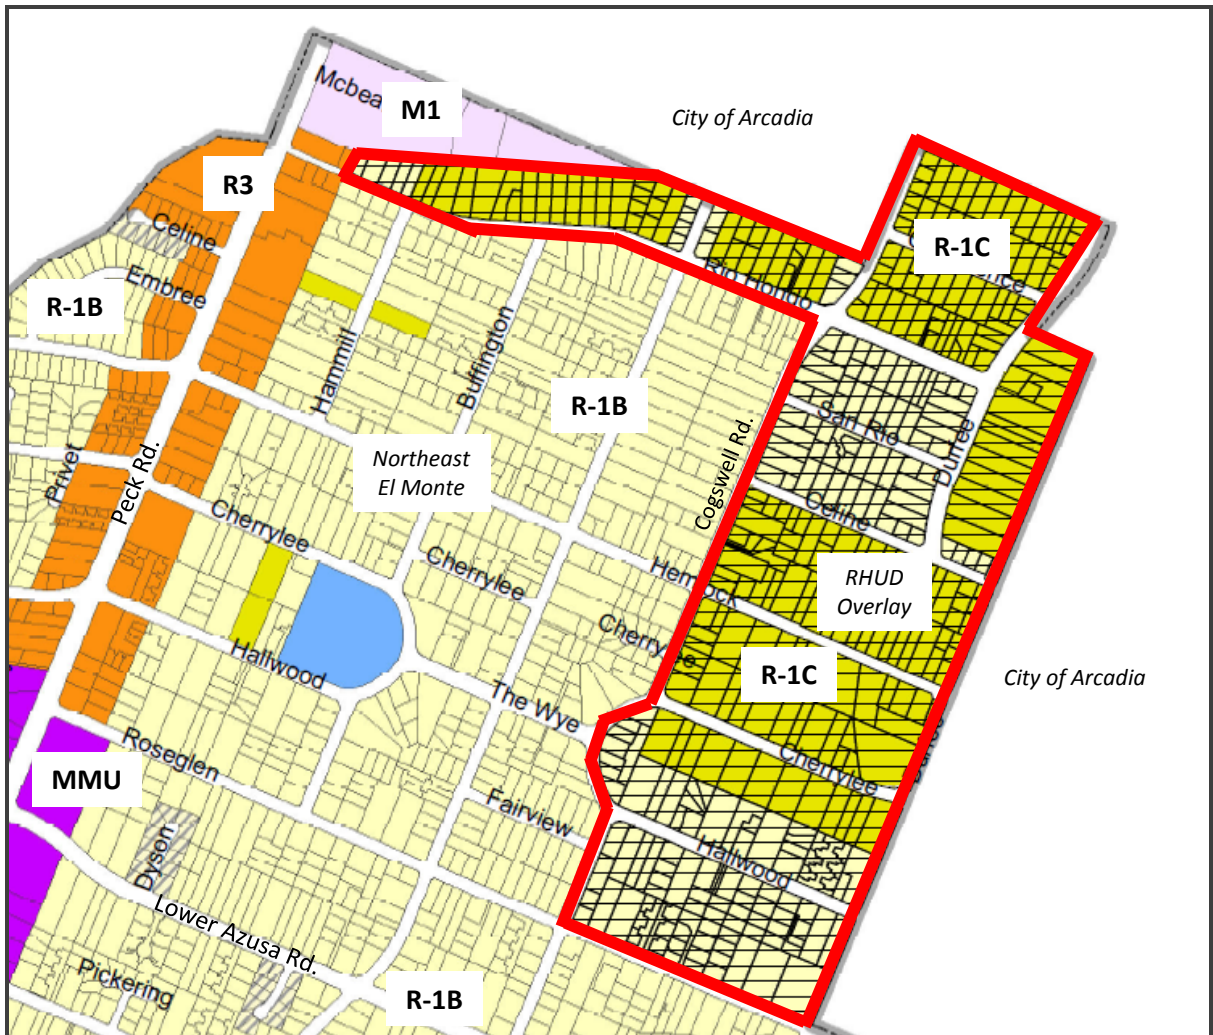 Mcbea
M1
City of Arcadia
R3
R-1C
Celine
Embree
R-1B
Rio Hondo
Hammill
Buffington
R-1B
San Rio
Durfee
Northeast
El Monte
Cogswell Rd.
Privet
Peck Rd.
Celine
Cherrylee
Cherrylee
Hemlock
RHUD
Overlay
Cherrylee
Hallwood
R-1C
City of Arcadia
The Wye
Roseglen
Cherrylee
MMU
Fairview
Hallwood
Dyson
Lower Azusa Rd.
Pickering
R-1B